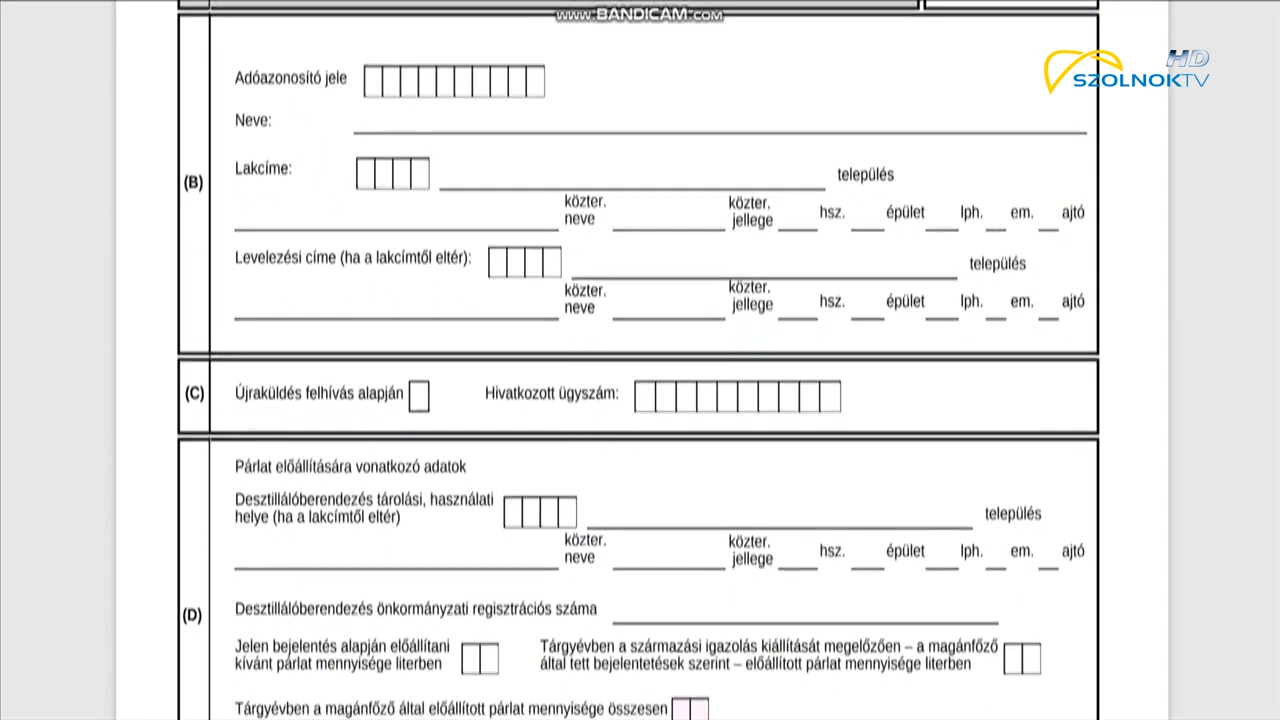 www.BANDICAM.com
HD
SZOLNOKTV
(B)
Adóazonosító jele
Neve:
Lakcíme:
település
közter. neve
közter. jellege
hsz. épület lph. em. ajtó
Levelezési címe (ha a lakcímtől eltér):
település
közter. neve
közter. jellege
hsz. épület lph. em. ajtó
(C)
Újraküldés felhívás alapján
Hivatkozott ügyszám:
(D)
Párlat előállítására vonatkozó adatok
Desztillálóberendezés tárolási, használati
helye (ha a lakcímtől eltér)
település
közter. neve
közter. jellege
hsz. épület lph. em. ajtó
Desztillálóberendezés önkormányzati regisztrációs száma
Jelen bejelentés alapján előállítani
kívánt párlat mennyisége literben
Tárgyévben a származási igazolás kiállítását megelőzően – a magánfőző
által tett bejelentetések szerint – előállított párlat mennyisége literben
Tárgyévben a magánfőző által előállított párlat mennyisége összesen